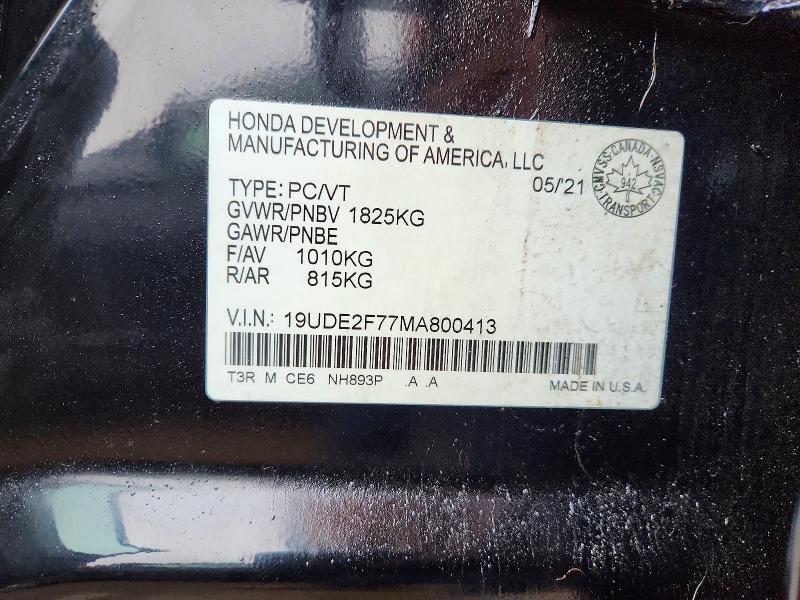 HONDA DEVELOPMENT &
MANUFACTURING OF AMERICA, LLC
05/'21
CMVSS·CANADA·NSVAC
942
TRANSPORT
TYPE: PC/VT
GVWR/PNBV 1825KG
GAWR/PNBE
F/AV 1010KG
R/AR 815KG
V.I.N.: 19UDE2F77MA800413
T3R M CE6 NH893P .A .A
MADE IN U.S.A.